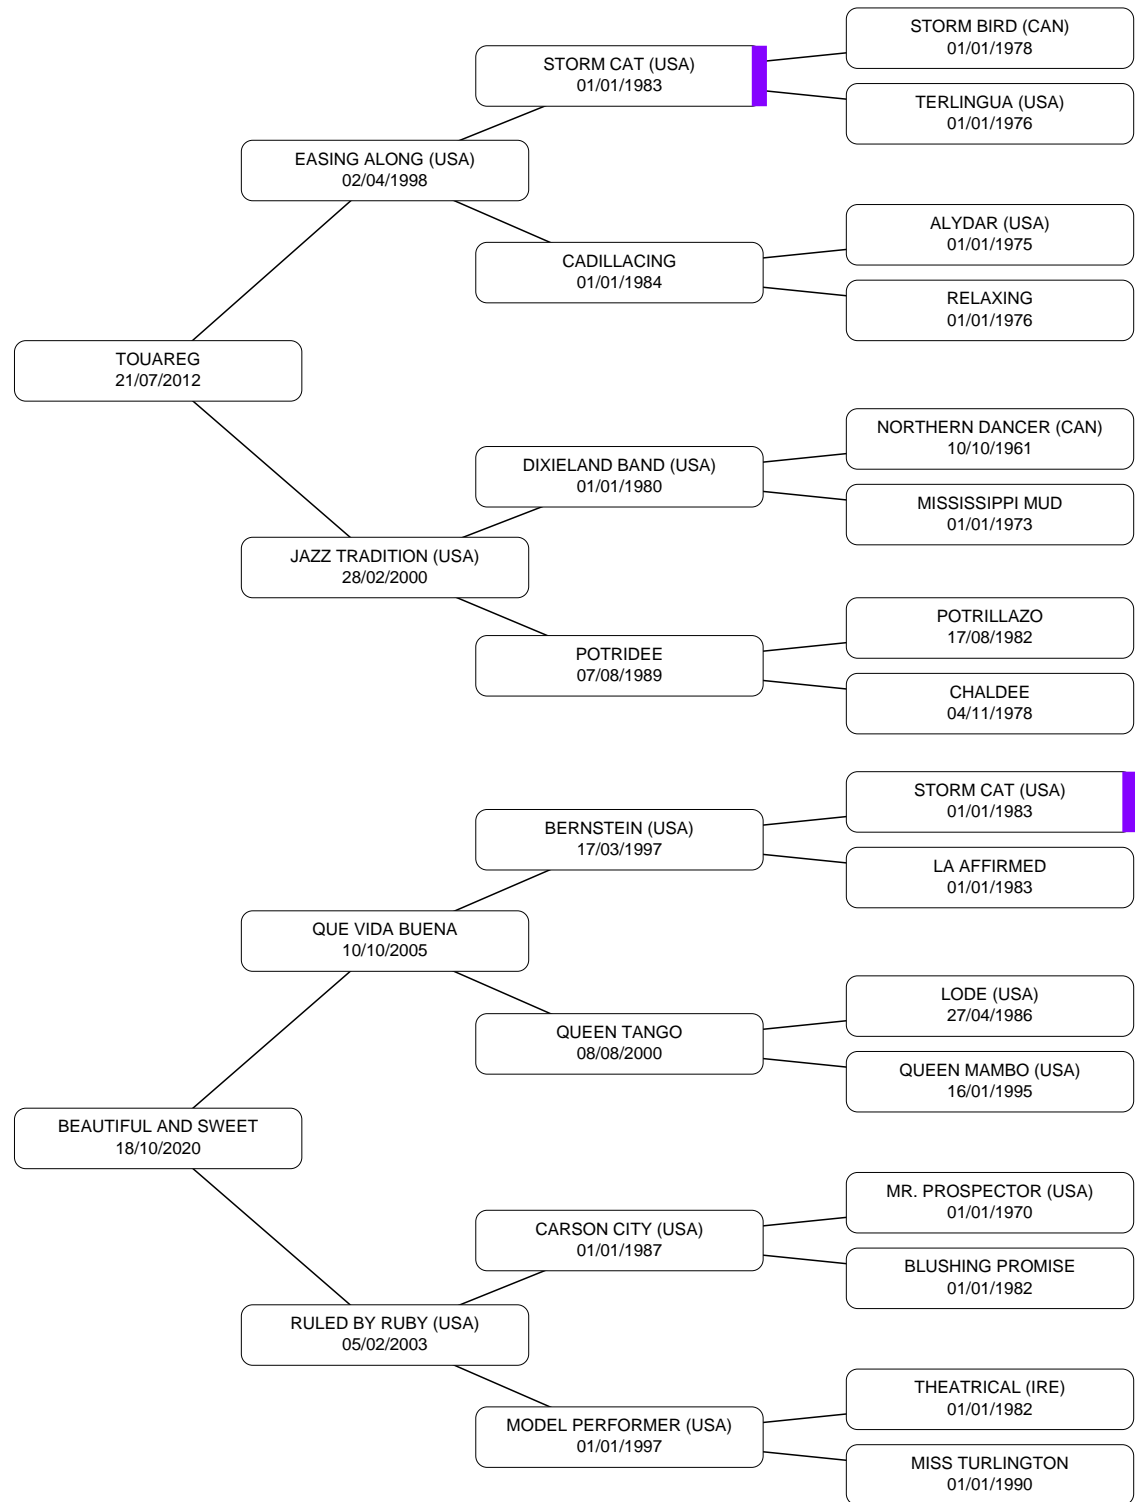 STORM BIRD (CAN)
01/01/1978
STORM CAT (USA)
01/01/1983
TERLINGUA (USA)
01/01/1976
EASING ALONG (USA)
02/04/1998
ALYDAR (USA)
01/01/1975
CADILLACING
01/01/1984
RELAXING
01/01/1976
TOUAREG
21/07/2012
NORTHERN DANCER (CAN)
10/10/1961
DIXIELAND BAND (USA)
01/01/1980
MISSISSIPPI MUD
01/01/1973
JAZZ TRADITION (USA)
28/02/2000
POTRILLAZO
17/08/1982
POTRIDEE
07/08/1989
CHALDEE
04/11/1978
STORM CAT (USA)
01/01/1983
BERNSTEIN (USA)
17/03/1997
LA AFFIRMED
01/01/1983
QUE VIDA BUENA
10/10/2005
LODE (USA)
27/04/1986
QUEEN TANGO
08/08/2000
QUEEN MAMBO (USA)
16/01/1995
BEAUTIFUL AND SWEET
18/10/2020
MR. PROSPECTOR (USA)
01/01/1970
CARSON CITY (USA)
01/01/1987
BLUSHING PROMISE
01/01/1982
RULED BY RUBY (USA)
05/02/2003
THEATRICAL (IRE)
01/01/1982
MODEL PERFORMER (USA)
01/01/1997
MISS TURLINGTON
01/01/1990